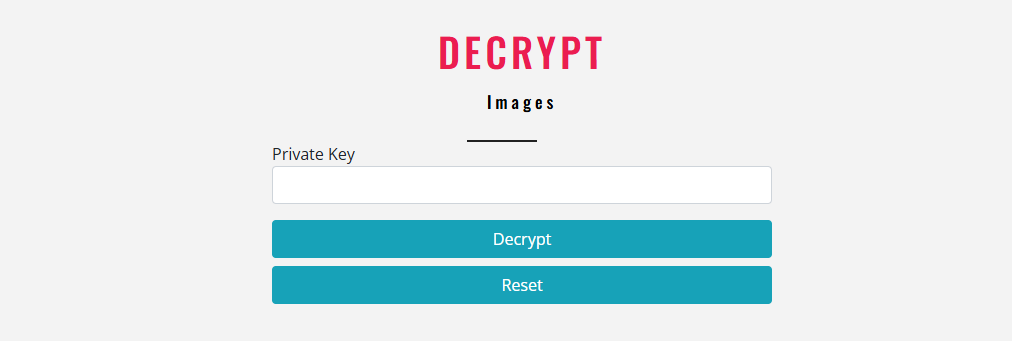 DECRYPT
Images
Private Key
Decrypt
Reset